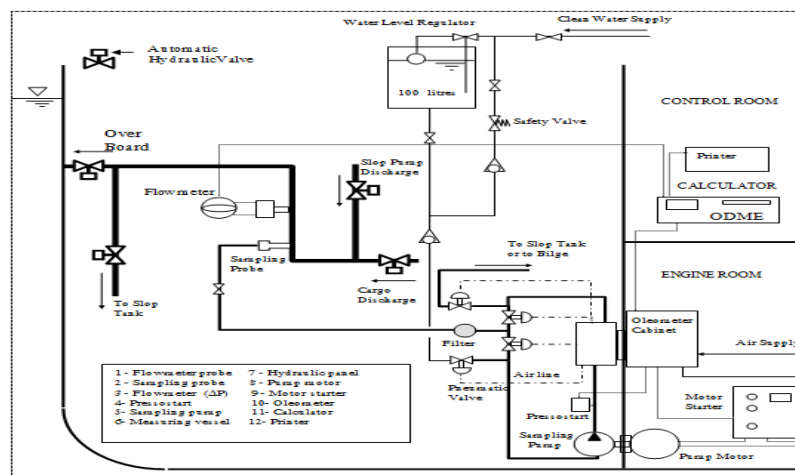 Water Level Regulator
Clean Water Supply
Automatic
Hydraulic Valve
100 litres
Safety Valve
CONTROL ROOM
Over
Board
Slop Pump
Discharge
Printer
Flowmeter
CALCULATOR
ODME
To Slop Tank
or to Bilge
Sampling
Probe
Cargo
Discharge
ENGINE ROOM
To Slop
Tank
Oleometer
Cabinet
Filter
Air Supply
1- Flowmeter probe
2- Sampling probe
3- Flowmeter (ΔP)
4- Pressostart
5- Sampling pump
6- Measuring vessel
7 - Hydraulic panel
8- Pump motor
9- Motor starter
10- Oleometer
11- Calculator
12- Printer
Air line
Pneumatic
Valve
Pressostart
Motor
Starter
Sampling
Pump
Pump Motor